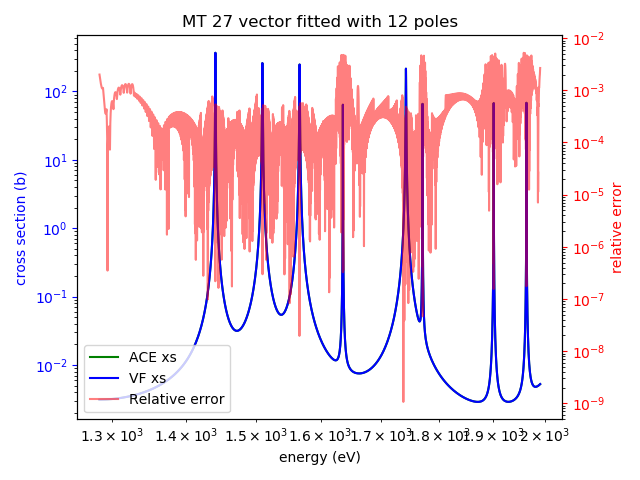 MT 27 vector fitted with 12 poles
10² 10¹ 10⁰ 10⁻¹ 10⁻²
cross section (b)
10⁻² 10⁻³ 10⁻⁴ 10⁻⁵ 10⁻⁶ 10⁻⁷ 10⁻⁸ 10⁻⁹
relative error
ACE xs
VF xs
Relative error
1.3 × 10³ 1.4 × 10³ 1.5 × 10³ 1.6 × 10³ 1.7 × 10³ 1.8 × 10³ 1.9 × 10³ 2 × 10³
energy (eV)